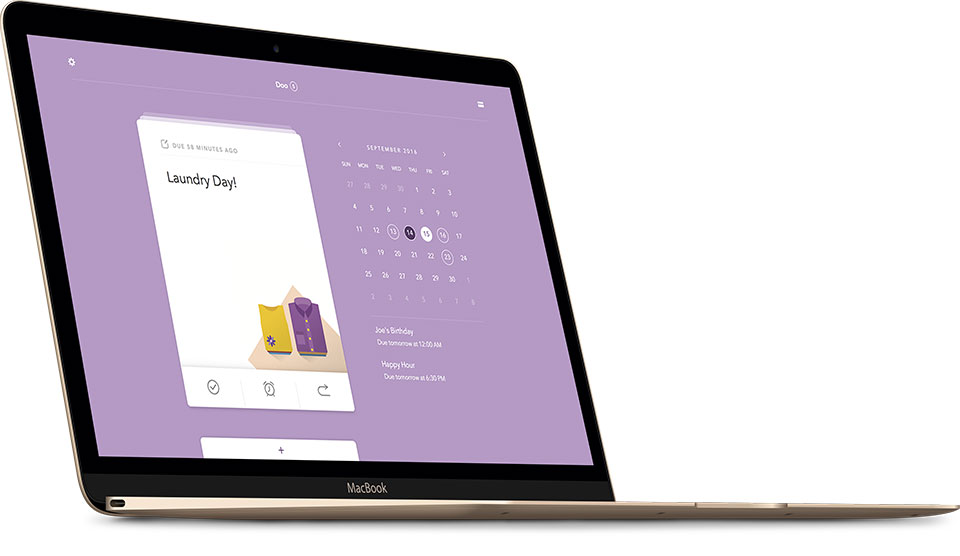 Doo 5
DUE 58 MINUTES AGO
Laundry Day!
+
SEPTEMBER 2016
SUN MON TUE WED THU FRI SAT
27 28 29 30 1 2 3
4 5 6 7 8 9 10
11 12 13 14 15 16 17
18 19 20 21 22 23 24
25 26 27 28 29 30 1
2 3 4 5 6 7 8
Joe's Birthday
Due tomorrow at 12:00 AM
Happy Hour
Due tomorrow at 6:30 PM
MacBook